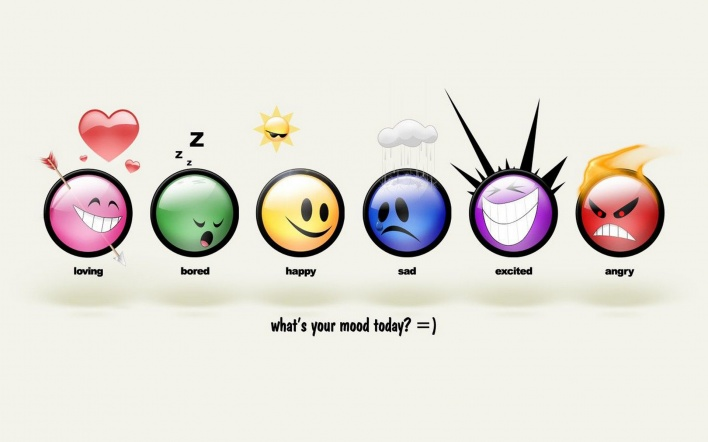 Z
z
z
loving bored happy sad excited angry
what's your mood today? =)